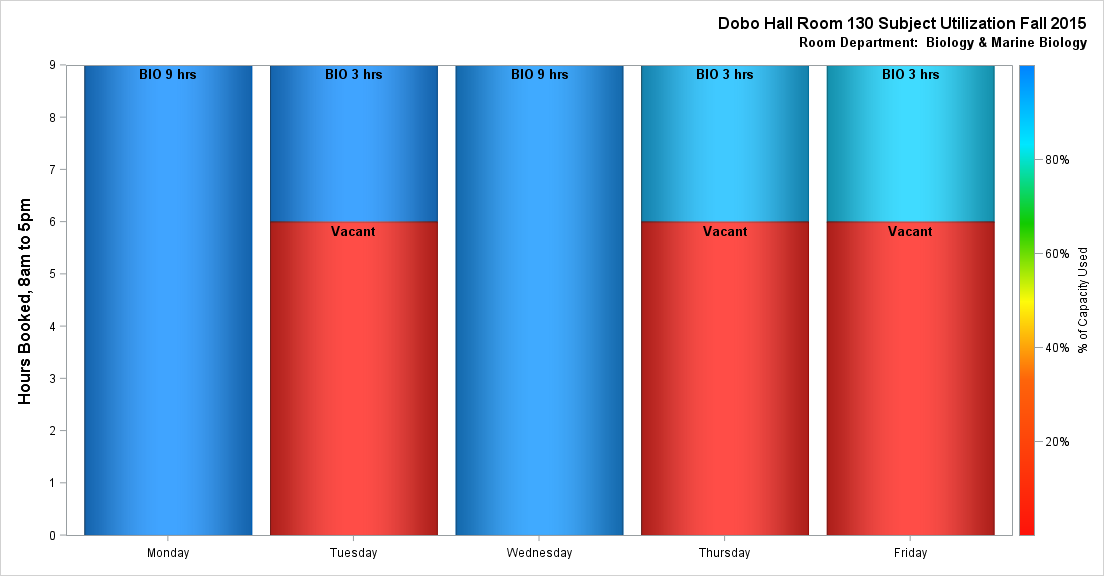 Dobo Hall Room 130 Subject Utilization Fall 2015
Room Department:  Biology & Marine Biology
Hours Booked, 8am to 5pm
9
8
7
6
5
4
3
2
1
0
BIO 9 hrs
BIO 3 hrs
BIO 9 hrs
BIO 3 hrs
BIO 3 hrs
Vacant
Vacant
Vacant
Monday
Tuesday
Wednesday
Thursday
Friday
80%
60%
40%
20%
% of Capacity Used